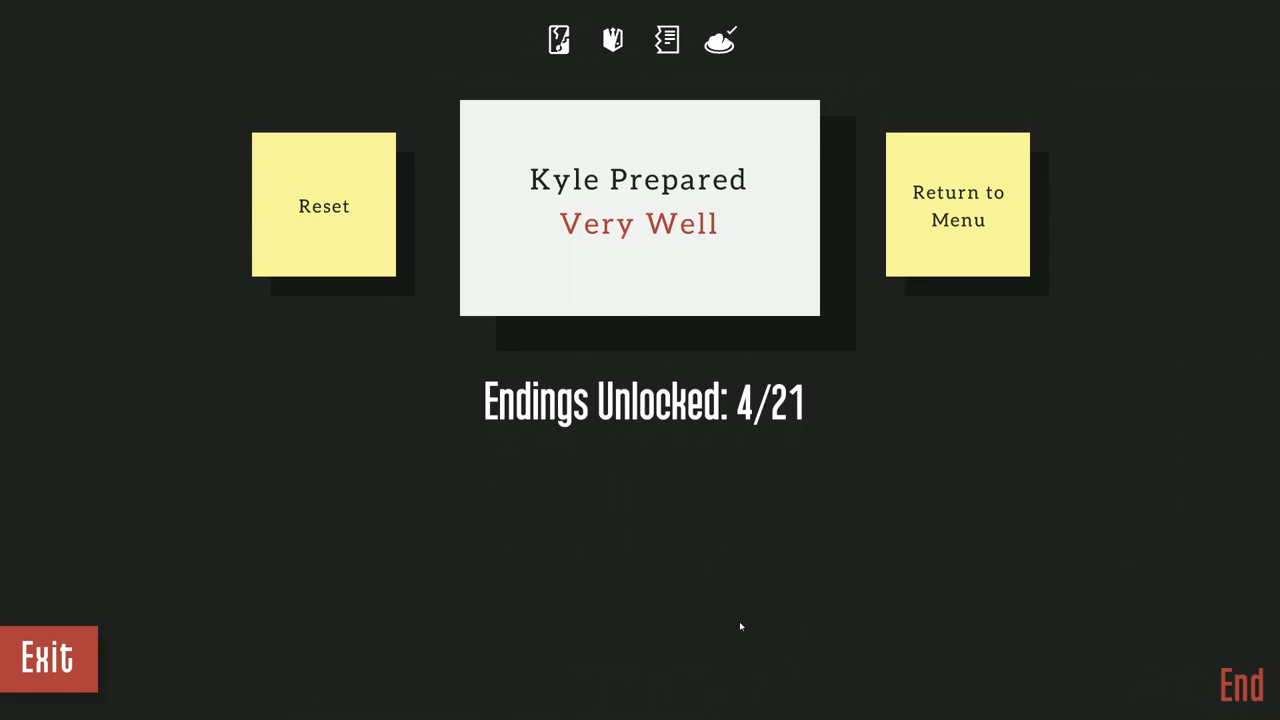 Reset
Kyle Prepared
Very Well
Return to
Menu
Endings Unlocked: 4/21
Exit
End